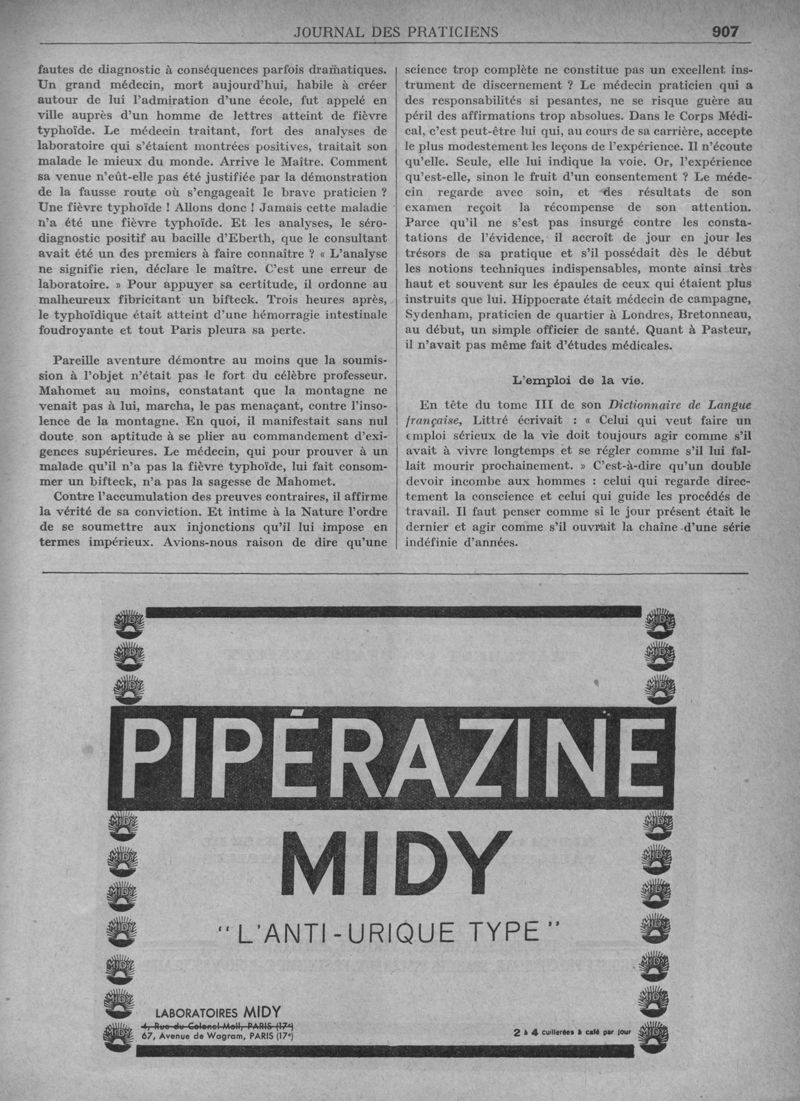 JOURNAL DES PRATICIENS
907
fautes de diagnostic à conséquences parfois dramatiques.
Un grand médecin, mort aujourd'hui, habile à créer
autour de lui l'admiration d'une école, fut appelé en
ville auprès d'un homme de lettres atteint de fièvre
typhoïde. Le médecin traitant, fort des analyses de
laboratoire qui s'étaient montrées positives, traitait son
malade le mieux du monde. Arrive le Maître. Comment
sa venue n'eût-elle pas été justifiée par la démonstration
de la fausse route où s'engageait le brave praticien ?
Une fièvre typhoïde ! Allons donc ! Jamais cette maladie
n'a été une fièvre typhoïde. Et les analyses, le séro-
diagnostic positif au bacille d'Eberth, que le consultant
avait été un des premiers à faire connaître ? « L'analyse
ne signifie rien, déclare le maître. C'est une erreur de
laboratoire. » Pour appuyer sa certitude, il ordonne au
malheureux fibricitant un bifteck. Trois heures après,
le typhoïdique était atteint d'une hémorragie intestinale
foudroyante et tout Paris pleura sa perte.
Pareille aventure démontre au moins que la soumis-
sion à l'objet n'était pas le fort du célèbre professeur.
Mahomet au moins, constatant que la montagne ne
venait pas à lui, marcha, le pas menaçant, contre l'inso-
lence de la montagne. En quoi, il manifestait sans nul
doute son aptitude à se plier au commandement d'exi-
gences supérieures. Le médecin, qui pour prouver à un
malade qu'il n'a pas la fièvre typhoïde, lui fait consom-
mer un bifteck, n'a pas la sagesse de Mahomet.
Contre l'accumulation des preuves contraires, il affirme
la vérité de sa conviction. Et intime à la Nature l'ordre
de se soumettre aux injonctions qu'il lui impose en
termes impérieux. Avions-nous raison de dire qu'une
science trop complète ne constitue pas un excellent ins-
trument de discernement ? Le médecin praticien qui a
des responsabilités si pesantes, ne se risque guère au
péril des affirmations trop absolues. Dans le Corps Médi-
cal, c'est peut-être lui qui, au cours de sa carrière, accepte
le plus modestement les leçons de l'expérience. Il n'écoute
qu'elle. Seule, elle lui indique la voie. Or, l'expérience
qu'est-elle, sinon le fruit d'un consentement ? Le méde-
cin regarde avec soin, et des résultats de son
examen reçoit la récompense de son attention.
Parce qu'il ne s'est pas insurgé contre les consta-
tations de l'évidence, il accroît de jour en jour les
trésors de sa pratique et s'il possédait dès le début
les notions techniques indispensables, monte ainsi très
haut et souvent sur les épaules de ceux qui étaient plus
instruits que lui. Hippocrate était médecin de campagne,
Sydenham, praticien de quartier à Londres, Bretonneau,
au début, un simple officier de santé. Quant à Pasteur,
il n'avait pas même fait d'études médicales.
L'emploi de la vie.
En tête du tome III de son Dictionnaire de Langue
française, Littré écrivait : « Celui qui veut faire un
emploi sérieux de la vie doit toujours agir comme s'il
avait à vivre longtemps et se régler comme s'il lui fal-
lait mourir prochainement. » C'est-à-dire qu'un double
devoir incombe aux hommes : celui qui regarde direc-
tement la conscience et celui qui guide les procédés de
travail. Il faut penser comme si le jour présent était le
dernier et agir comme s'il ouvrait la chaîne d'une série
indéfinie d'années.
PIPÉRAZINE
MIDY
"L'ANTI-URIQUE TYPE"
LABORATOIRES MIDY
4, Rue du Colonel-Moll, PARIS (17e)
67, Avenue de Wagram, PARIS (17e)
2 à 4 cuillerées à café par jour